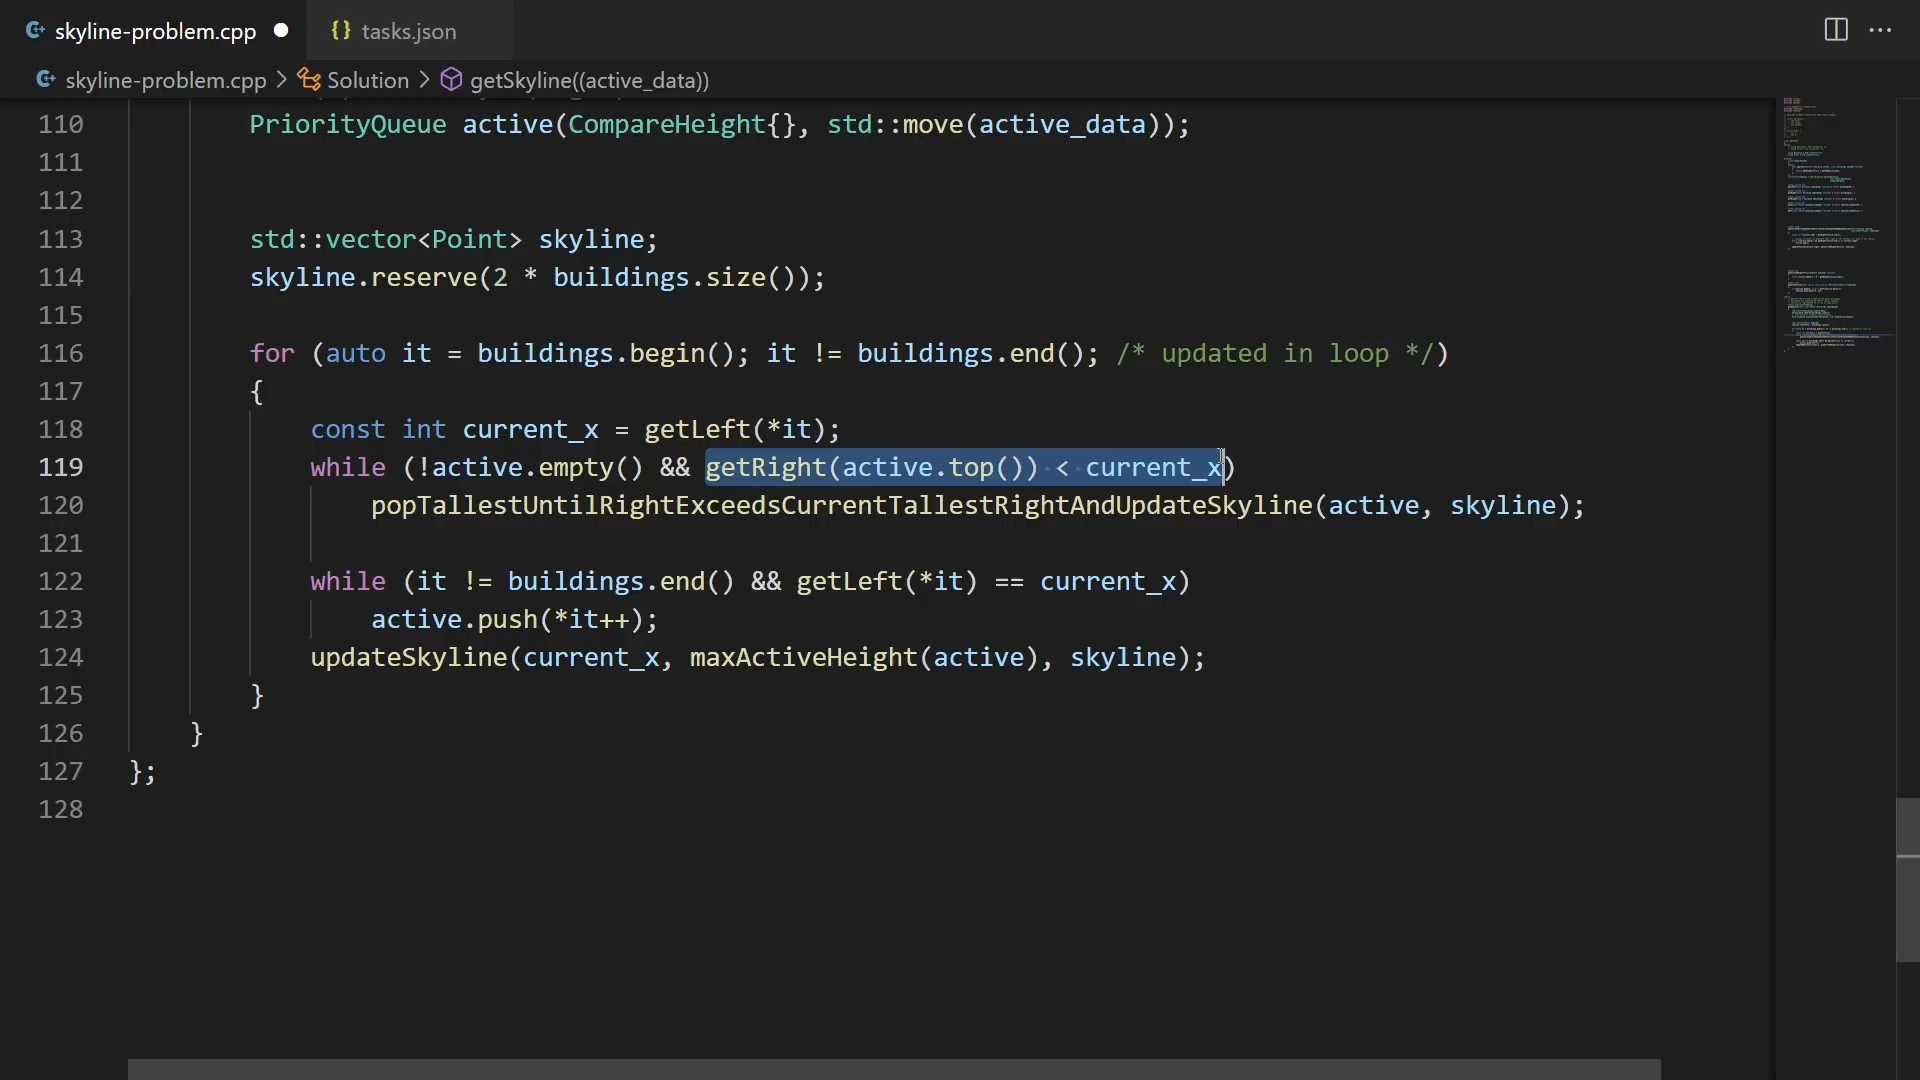 skyline-problem.cpp
{} tasks.json
skyline-problem.cpp > Solution > getSkyline((active_data))
110 PriorityQueue active(CompareHeight{}, std::move(active_data));
111
112
113 std::vector<Point> skyline;
114 skyline.reserve(2 * buildings.size());
115
116 for (auto it = buildings.begin(); it != buildings.end(); /* updated in loop */)
117 {
118 const int current_x = getLeft(*it);
119 while (!active.empty() && getRight(active.top()) < current_x)
120 popTallestUntilRightExceedsCurrentTallestRightAndUpdateSkyline(active, skyline);
121
122 while (it != buildings.end() && getLeft(*it) == current_x)
123 active.push(*it++);
124 updateSkyline(current_x, maxActiveHeight(active), skyline);
125 }
126 }
127 };
128